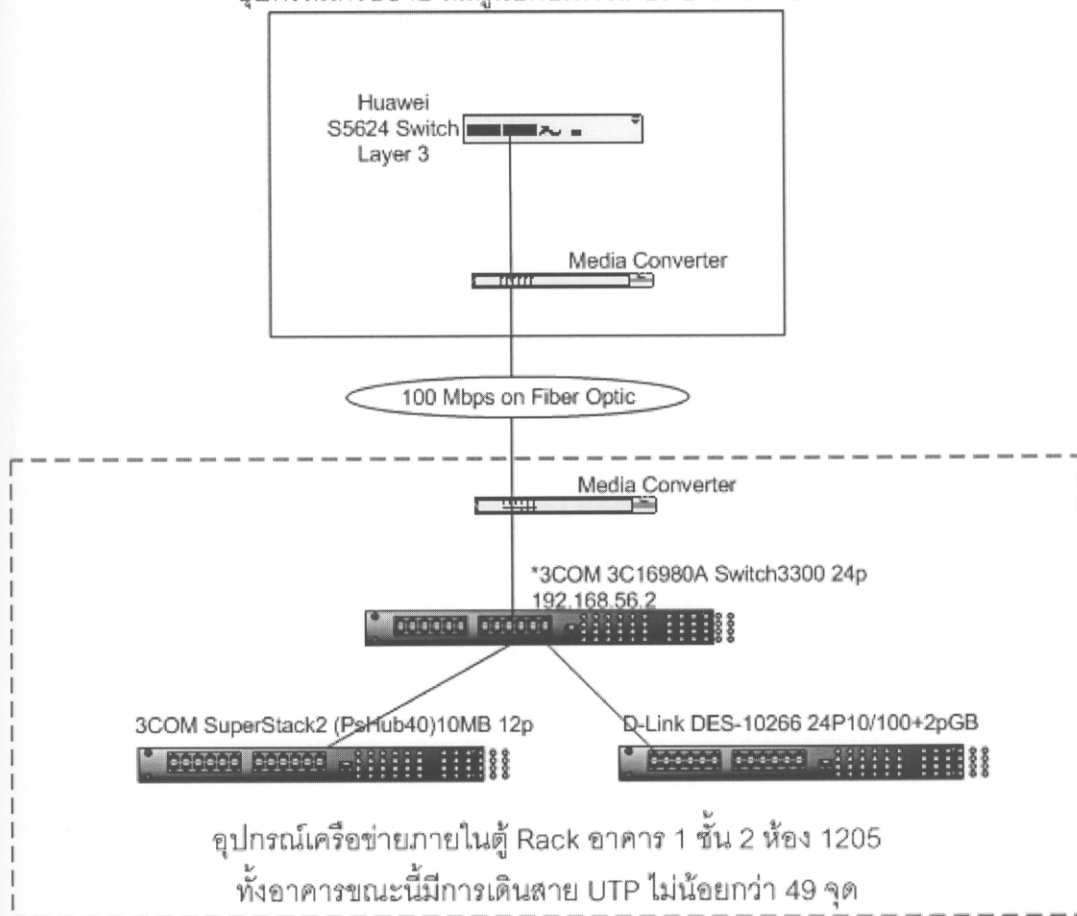 Huawei
S5624 Switch
Layer 3
Media Converter
100 Mbps on Fiber Optic
Media Converter
*3COM 3C16980A Switch3300 24p
192.168.56.2
3COM SuperStack2 (PsHub40)10MB 12p
D-Link DES-10266 24P10/100+2pGB
อุปกรณ์เครือข่ายภายในตู้ Rack อาคาร 1 ชั้น 2 ห้อง 1205
ทั้งอาคารขณะนี้มีการเดินสาย UTP ไม่น้อยกว่า 49 จุด